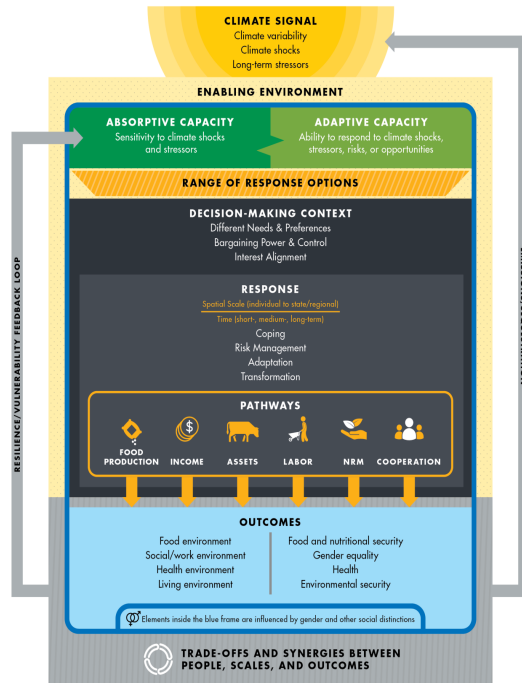 CLIMATE SIGNAL
Climate variability
Climate shocks
Long-term stressors
ENABLING ENVIRONMENT
ABSORPTIVE CAPACITY
Sensitivity to climate shocks
and stressors
ADAPTIVE CAPACITY
Ability to respond to climate shocks,
stressors, risks, or opportunities
RANGE OF RESPONSE OPTIONS
DECISION-MAKING CONTEXT
Different Needs & Preferences
Bargaining Power & Control
Interest Alignment
RESPONSE
Spatial Scale (individual to state/regional)
Time (short-, medium-, long-term)
Coping
Risk Management
Adaptation
Transformation
PATHWAYS
FOOD
PRODUCTION
INCOME
ASSETS
LABOR
NRM
COOPERATION
OUTCOMES
Food environment
Social/work environment
Health environment
Living environment
Food and nutritional security
Gender equality
Health
Environmental security
Elements inside the blue frame are influenced by gender and other social distinctions
TRADE-OFFS AND SYNERGIES BETWEEN
PEOPLE, SCALES, AND OUTCOMES
RESILIENCE/VULNERABILITY FEEDBACK LOOP